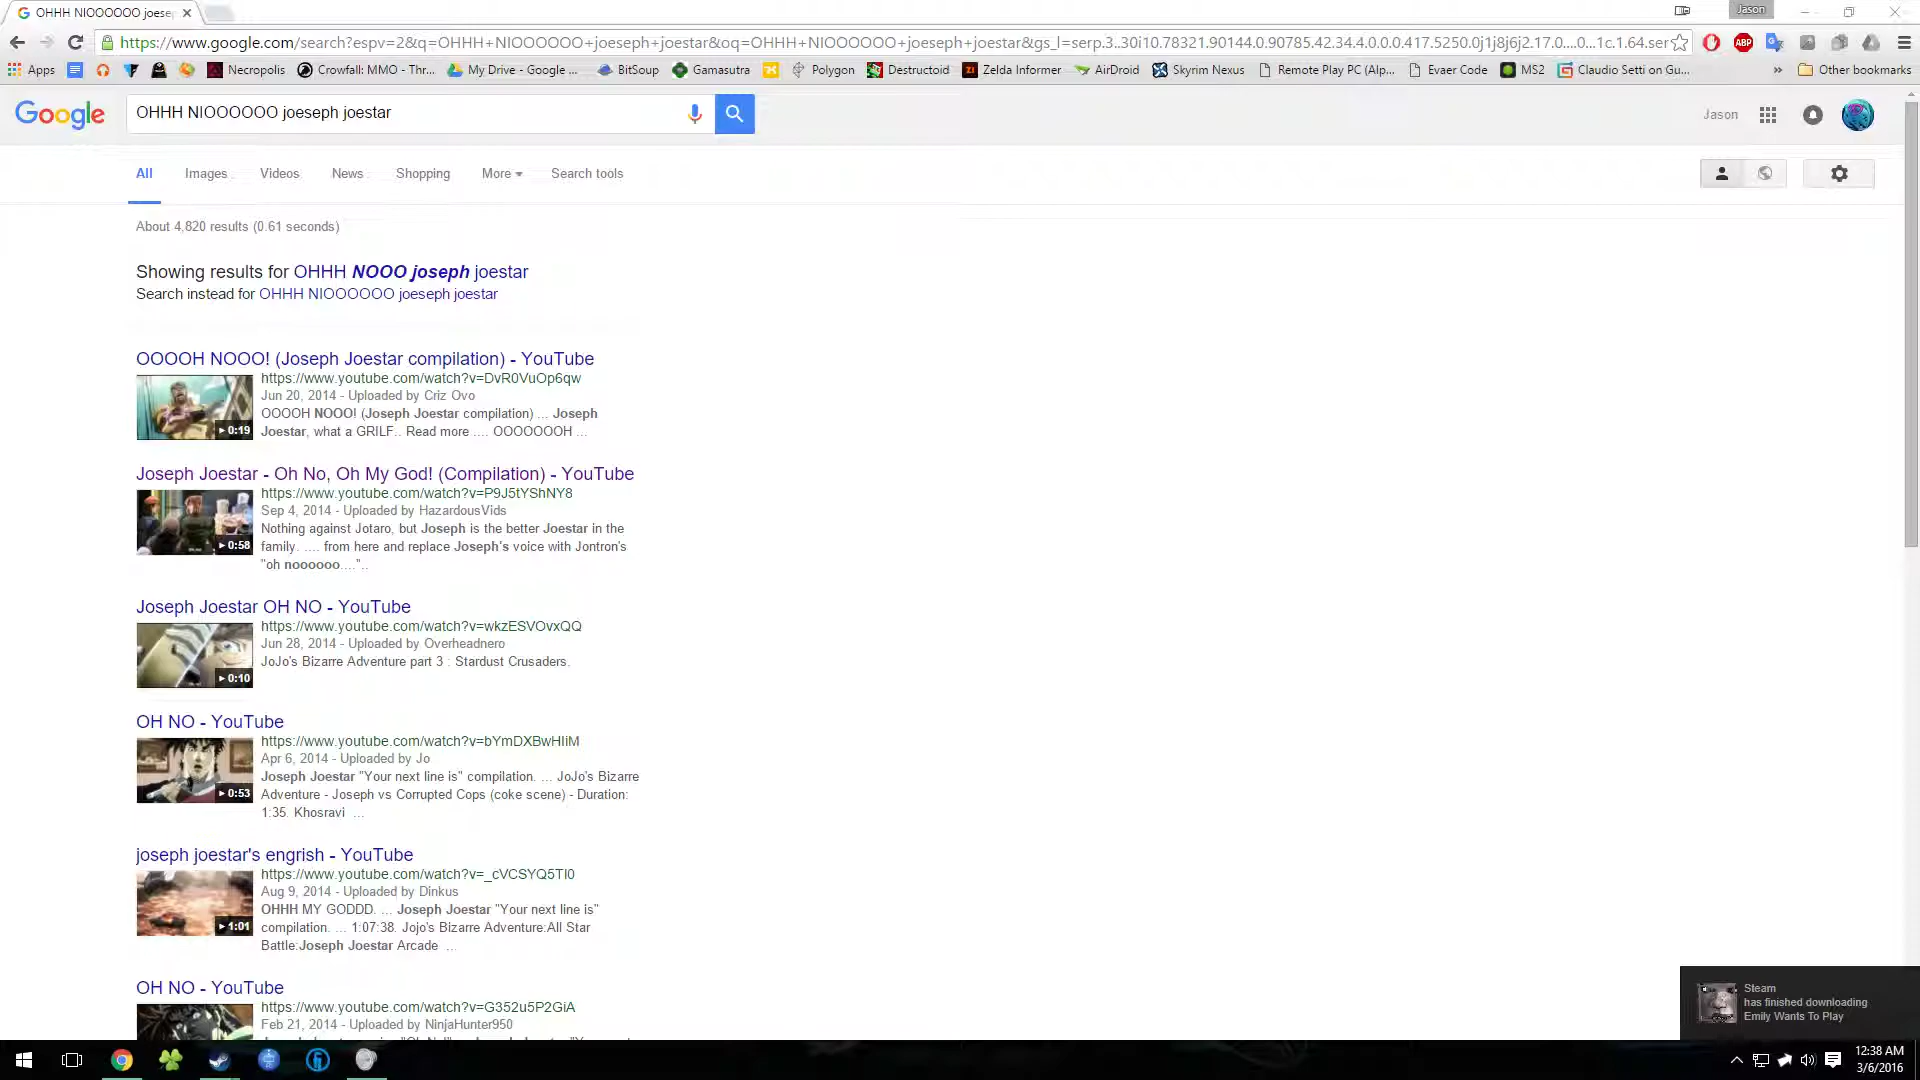 OHHH NIOOOOOO joese
Jason
https://www.google.com/search?espv=2&q=OHHH+NIOOOOOO+joeseph+joestar&oq=OHHH+NIOOOOOO+joeseph+joestar&gs_l=serp.3..30i10.78321.90144.0.90785.42.34.4.0.0.0.417.5250.0j1j8j6j2.17.0....0...1c.1.64.ser
ABP
Apps
Necropolis
Crowfall: MMO - Thr...
My Drive - Google ...
BitSoup
Gamasutra
Polygon
Destructoid
Zelda Informer
AirDroid
Skyrim Nexus
Remote Play PC (Alp...
Evaer Code
MS2
Claudio Setti on Gu...
»
Other bookmarks
Google
OHHH NIOOOOOO joeseph joestar
Jason
All
Images
Videos
News
Shopping
More
Search tools
About 4,820 results (0.61 seconds)
Showing results for OHHH NOOO joseph joestar
Search instead for OHHH NIOOOOOO joeseph joestar
OOOOH NOOO! (Joseph Joestar compilation) - YouTube
https://www.youtube.com/watch?v=DvR0VuOp6qw
Jun 20, 2014 - Uploaded by Criz Ovo
OOOOH NOOO! (Joseph Joestar compilation) ... Joseph
0:19
Joestar, what a GRILF.. Read more .... OOOOOOOH ...
Joseph Joestar - Oh No, Oh My God! (Compilation) - YouTube
https://www.youtube.com/watch?v=P9J5tYShNY8
Sep 4, 2014 - Uploaded by HazardousVids
Nothing against Jotaro, but Joseph is the better Joestar in the
0:58
family. .... from here and replace Joseph's voice with Jontron's
"oh noooooo....."..
Joseph Joestar OH NO - YouTube
https://www.youtube.com/watch?v=wkzESVOvxQQ
Jun 28, 2014 - Uploaded by Overheadnero
JoJo's Bizarre Adventure part 3 : Stardust Crusaders.
0:10
OH NO - YouTube
https://www.youtube.com/watch?v=bYmDXBwHIiM
Apr 6, 2014 - Uploaded by Jo
Joseph Joestar "Your next line is" compilation. ... JoJo's Bizarre
0:53
Adventure - Joseph vs Corrupted Cops (coke scene) - Duration:
1:35. Khosravi ...
joseph joestar's engrish - YouTube
https://www.youtube.com/watch?v=_cVCSYQ5TI0
Aug 9, 2014 - Uploaded by Dinkus
OHHH MY GODDD. ... Joseph Joestar "Your next line is"
1:01
compilation. ... 1:07:38. Jojo's Bizarre Adventure:All Star
Battle:Joseph Joestar Arcade ...
OH NO - YouTube
https://www.youtube.com/watch?v=G352u5P2GiA
Feb 21, 2014 - Uploaded by NinjaHunter950
Steam
has finished downloading
Emily Wants To Play
12:38 AM
3/6/2016